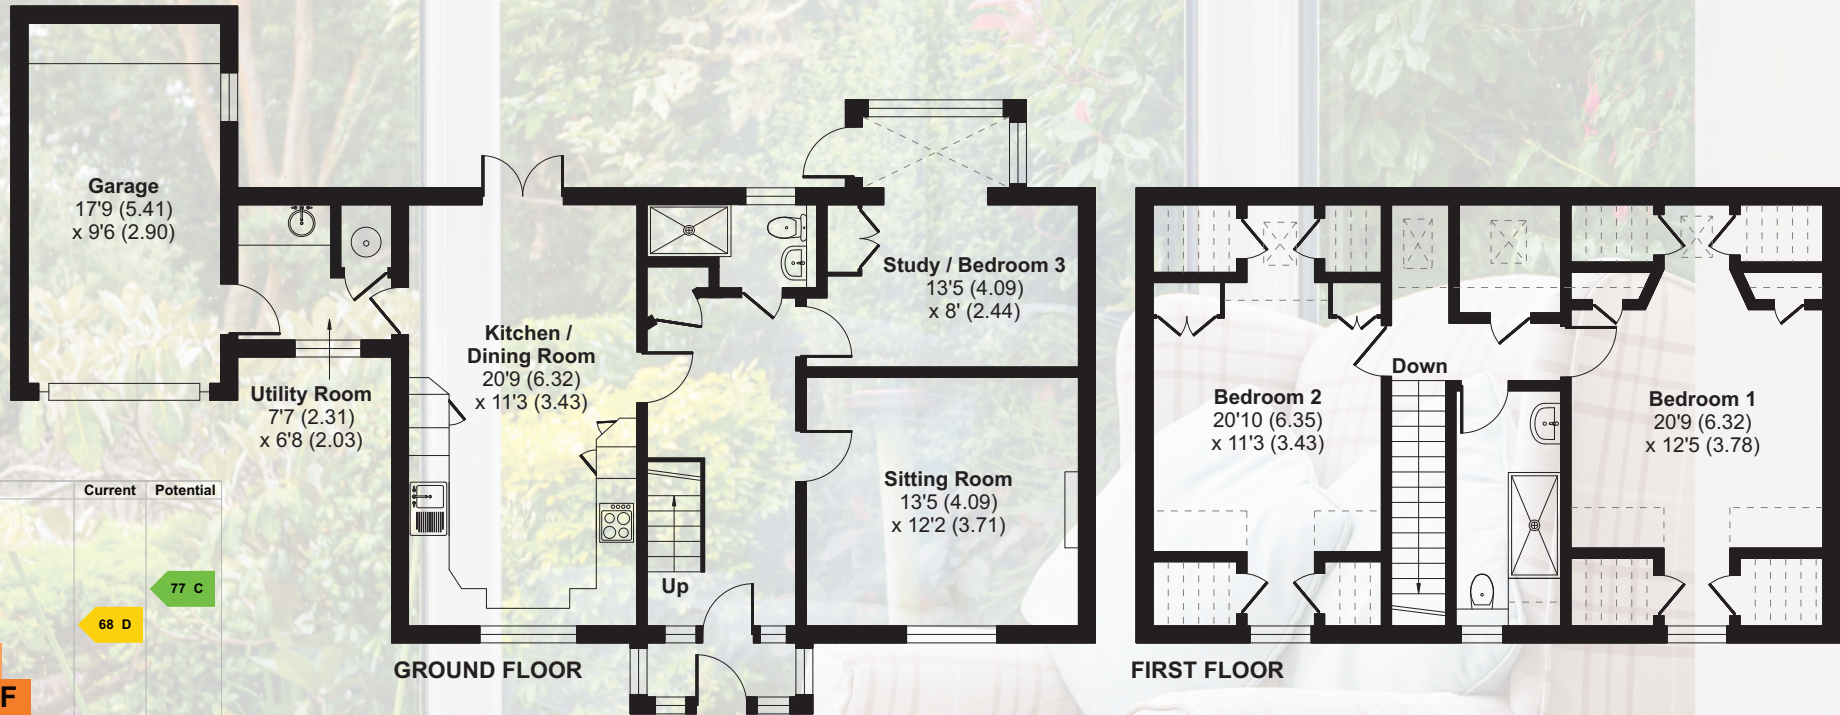 Garage
17'9 (5.41)
x 9'6 (2.90)
Kitchen /
Dining Room
20'9 (6.32)
x 11'3 (3.43)
Study / Bedroom 3
13'5 (4.09)
x 8' (2.44)
Utility Room
7'7 (2.31)
x 6'8 (2.03)
Sitting Room
13'5 (4.09)
x 12'2 (3.71)
Up
GROUND FLOOR
Down
Bedroom 2
20'10 (6.35)
x 11'3 (3.43)
Bedroom 1
20'9 (6.32)
x 12'5 (3.78)
FIRST FLOOR
Current Potential
77 C
68 D
F